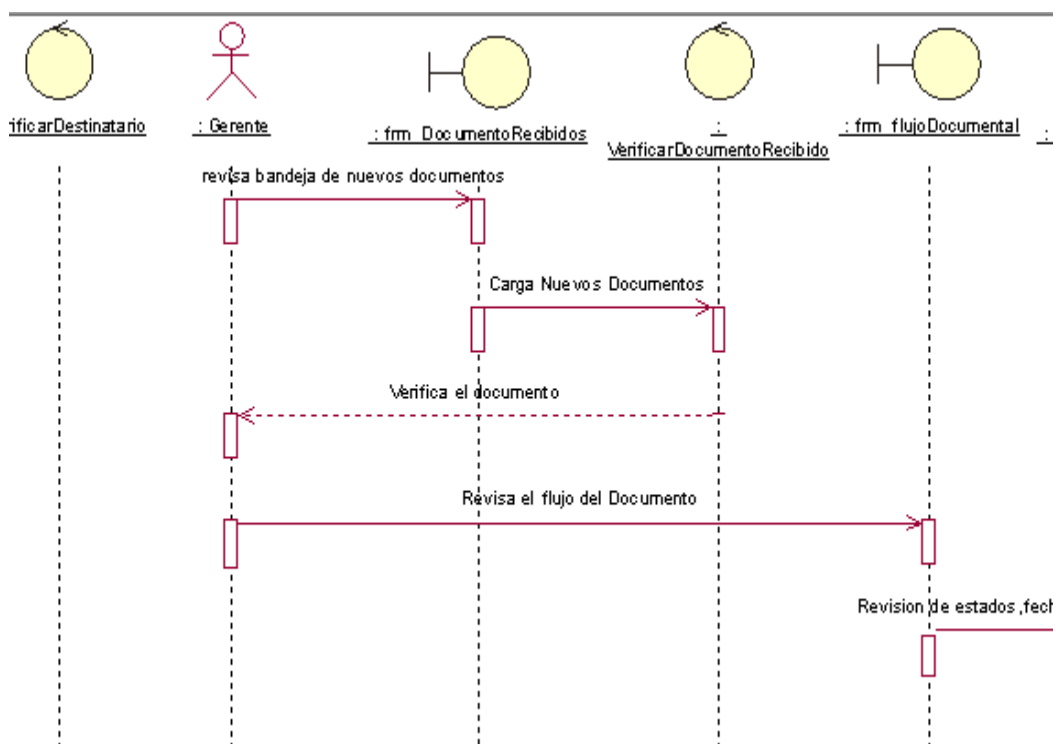 rificarDestinatario
: Gerente
: frm_DocumentoRecibidos
:
VerificarDocumentoRecibido
: frm_flujoDocumental
:
revisa bandeja de nuevos documentos
Carga Nuevos Documentos
Verifica el documento
Revisa el flujo del Documento
Revision de estados ,fech